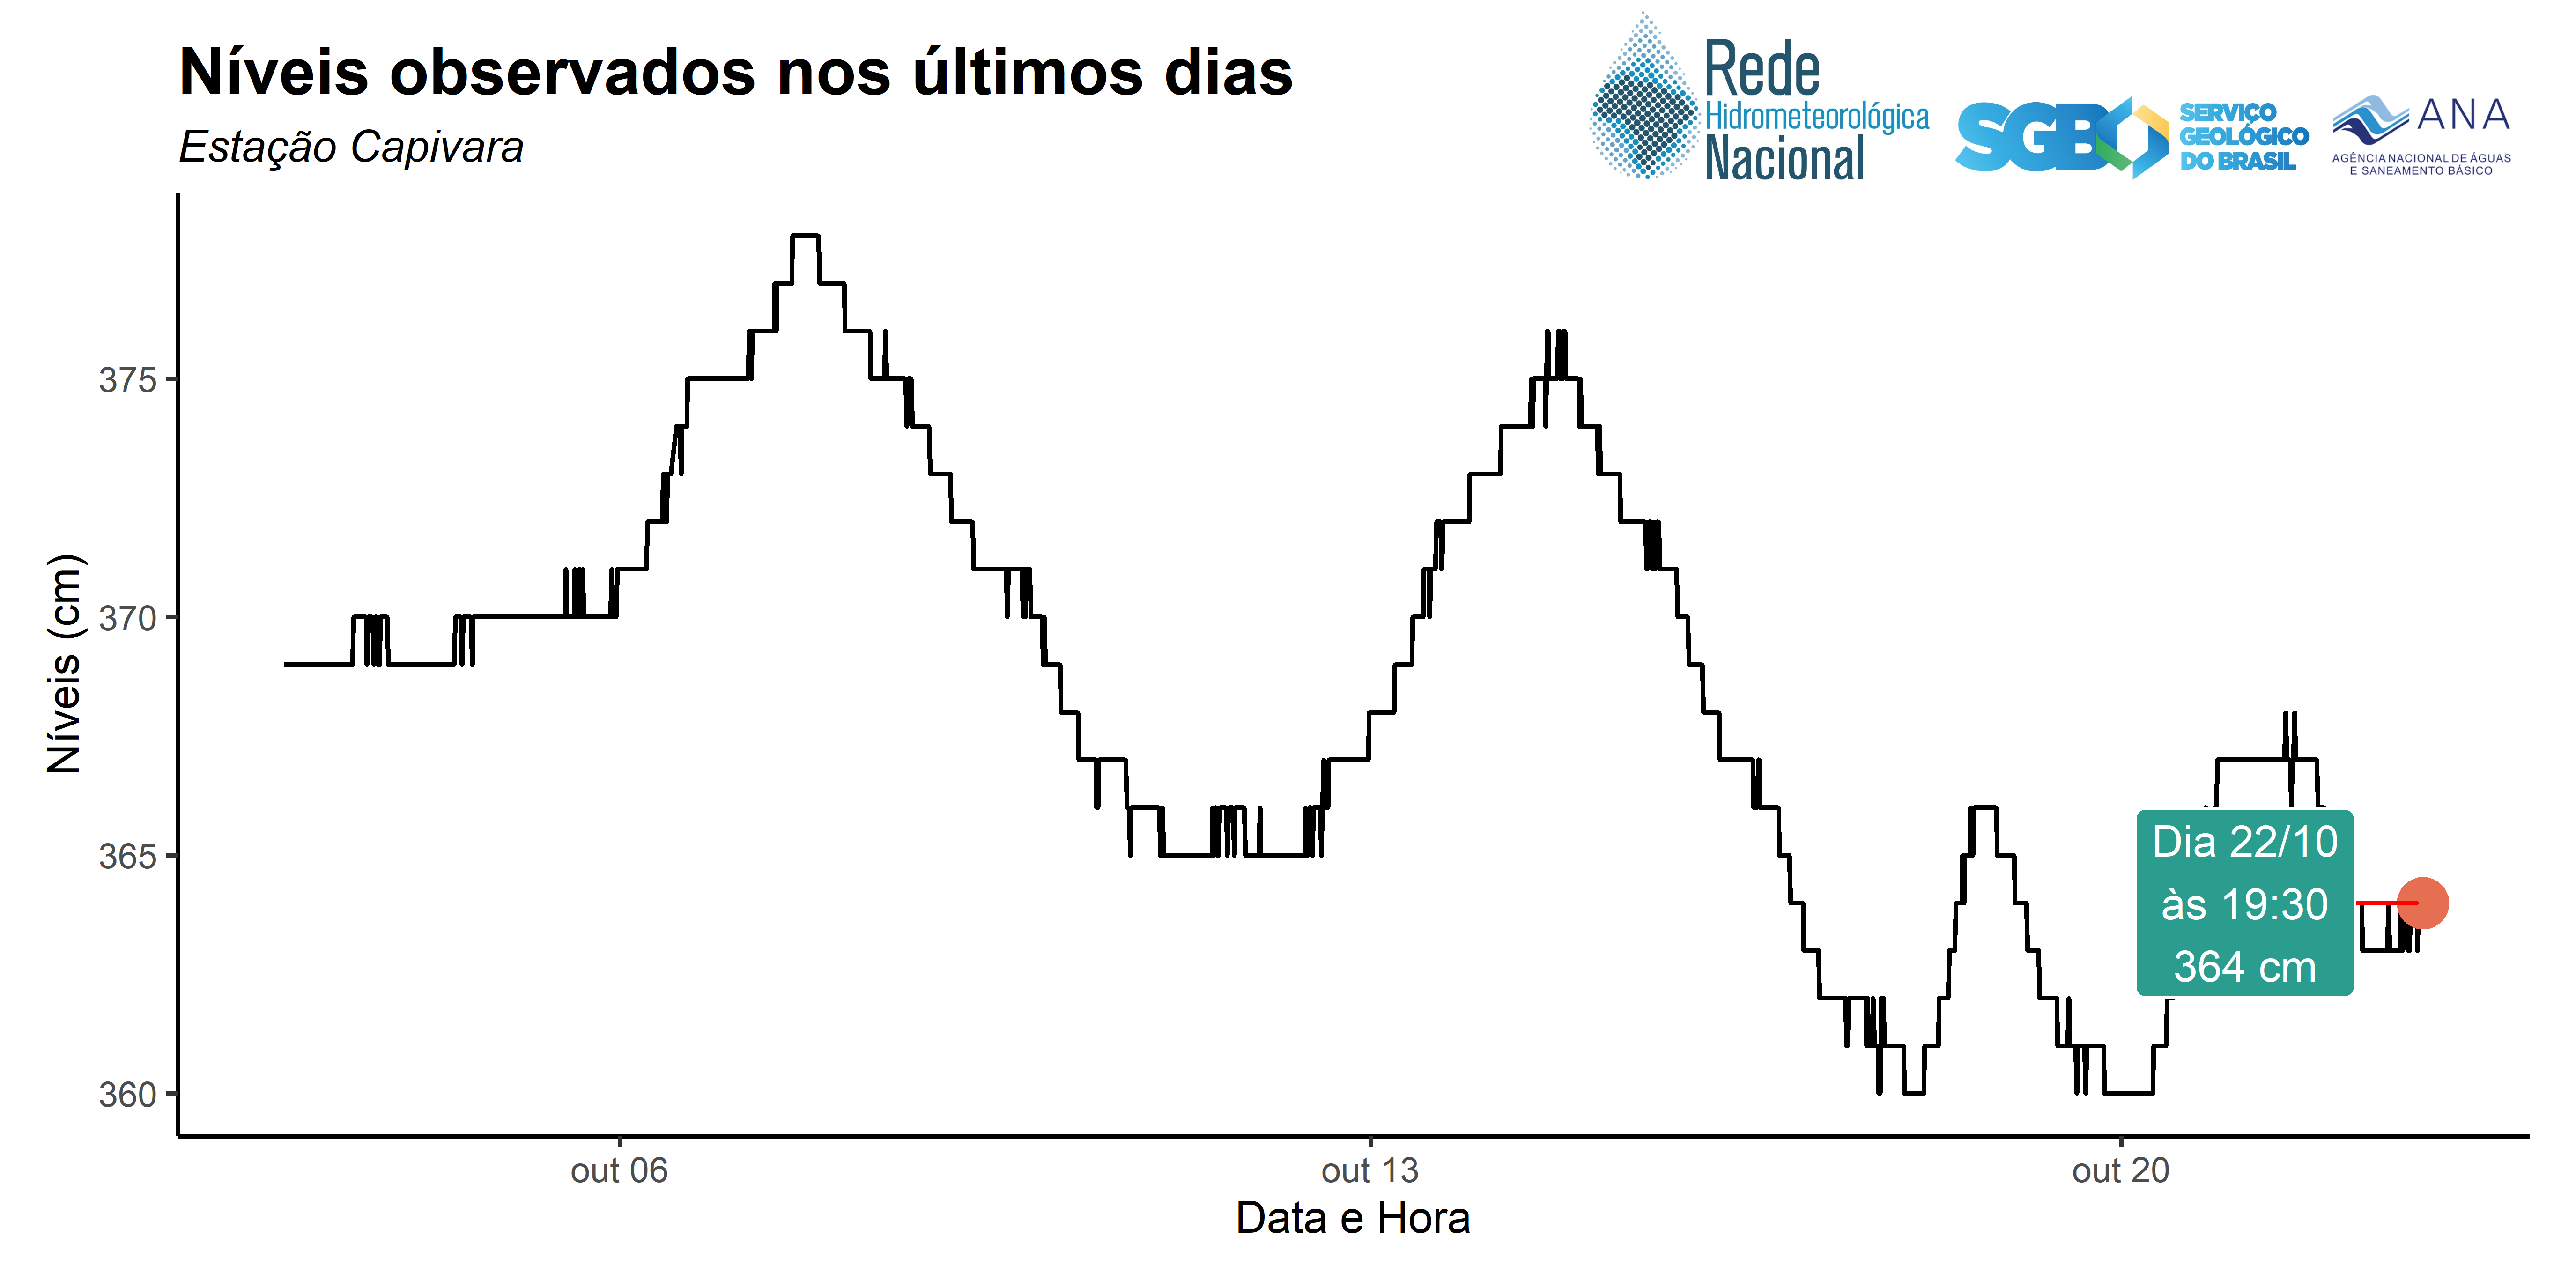 Níveis observados nos últimos dias
Estação Capivara
Rede
Hidrometeorológica
Nacional
SGB
SERVIÇO
GEOLÓGICO
DO BRASIL
ANA
AGÊNCIA NACIONAL DE ÁGUAS
E SANEAMENTO BÁSICO
Níveis (cm)
375
370
365
360
Dia 22/10
às 19:30
364 cm
out 06
out 13
out 20
Data e Hora